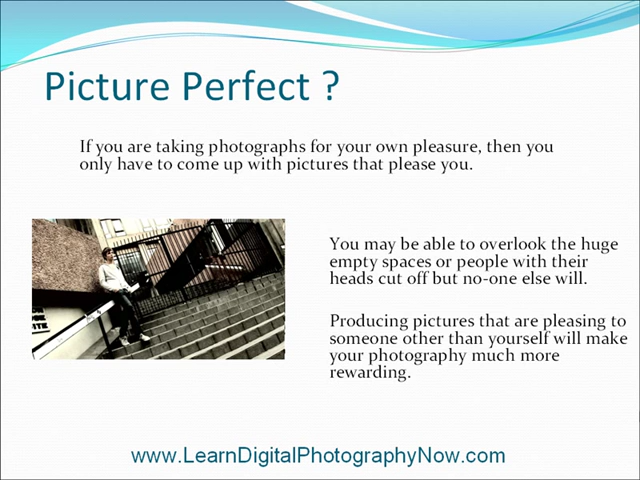 Picture Perfect ?
If you are taking photographs for your own pleasure, then you
only have to come up with pictures that please you.
You may be able to overlook the huge
empty spaces or people with their
heads cut off but no-one else will.
Producing pictures that are pleasing to
someone other than yourself will make
your photography much more
rewarding.
www.LearnDigitalPhotographyNow.com